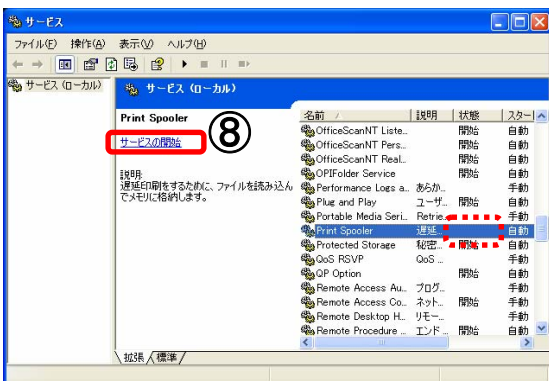 サービス
ファイル(F) 操作(A) 表示(V) ヘルプ(H)
サービス (ローカル)
サービス (ローカル)
Print Spooler
サービスの開始
⑧
説明:
遅延印刷をするために、ファイルを読み込ん
でメモリに格納します。
名前 説明 状態 スタート
OfficeScanNT Liste... 開始 自動
OfficeScanNT Pers... 開始 自動
OfficeScanNT Real... 開始 自動
OPIFolder Service 開始 自動
Performance Logs a... あらか... 手動
Plug and Play ユーザ... 開始 自動
Portable Media Seri... Retrie... 手動
Print Spooler 遅延... 自動
Protected Storage 秘密... 開始 自動
QoS RSVP QoS ... 手動
QP Option 開始 自動
Remote Access Au... プログ... 手動
Remote Access Co... ネット... 開始 手動
Remote Desktop H... リモー... 手動
Remote Procedure ... エンド... 開始 自動
拡張 標準